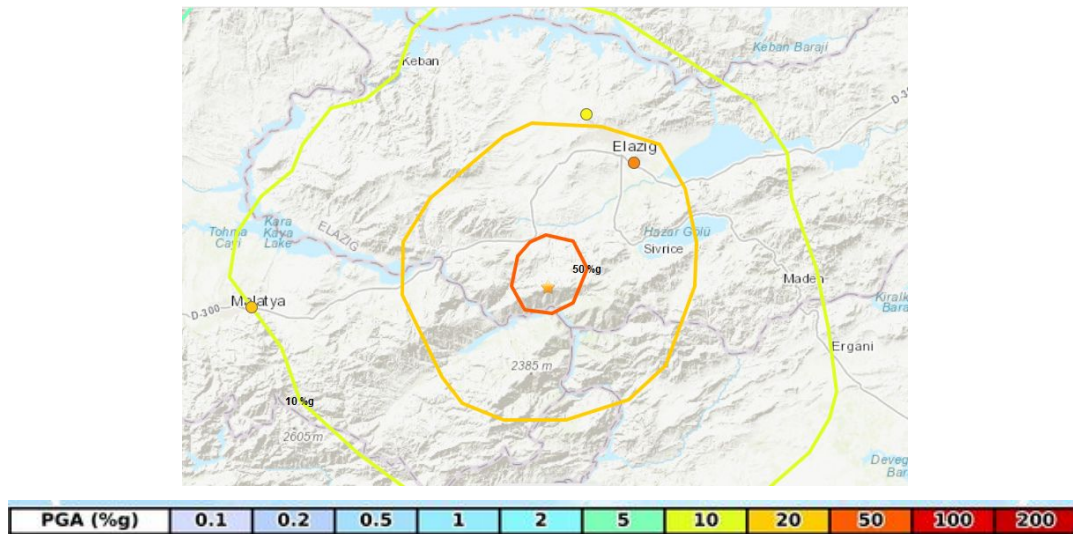 Keban Baraji
Keban
D-30
Elazig
ELAZIG
Kara
Kaya
Lake
Tohma
Cayi
Hazar Gölü
Sivrice
50 %g
Maden
Malatya
D-300
Kiralk
Bara
Ergani
2385 m
10 %g
2605 m
Deveg
Bar
PGA (%g) 0.1 0.2 0.5 1 2 5 10 20 50 100 200